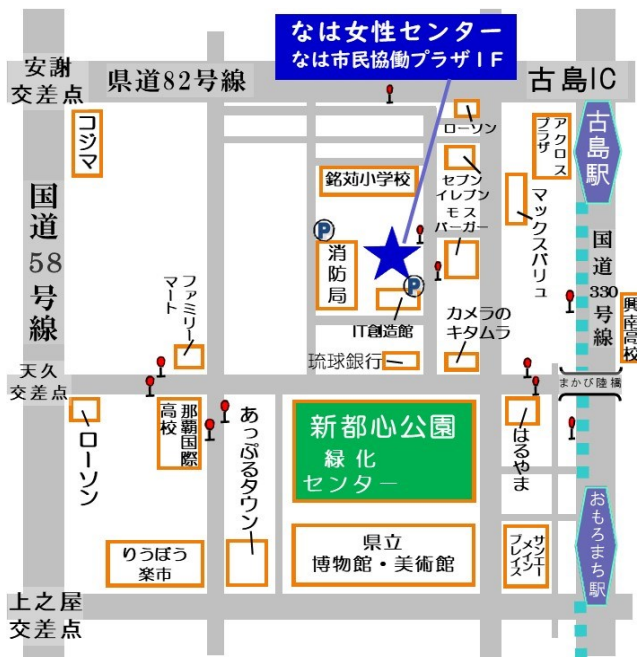 なは女性センター
なは市民協働プラザ1F
安謝
交差点
県道82号線
古島IC
コジマ
ローソン
アクロス
プラザ
古島駅
銘苅小学校
セブン
イレブン
モス
バーガー
マックスバリュ
国道58号線
P
消防局
P
IT創造館
ファミリー
マート
カメラの
キタムラ
国道330号線
興南高校
琉球銀行
天久
交差点
まかび陸橋
ローソン
那覇国際
高校
あっぷるタウン
新都心公園
緑化
センター
はるやま
りうぼう
楽市
県立
博物館・美術館
サンエー
メイン
プレイス
おもろまち駅
上之屋
交差点